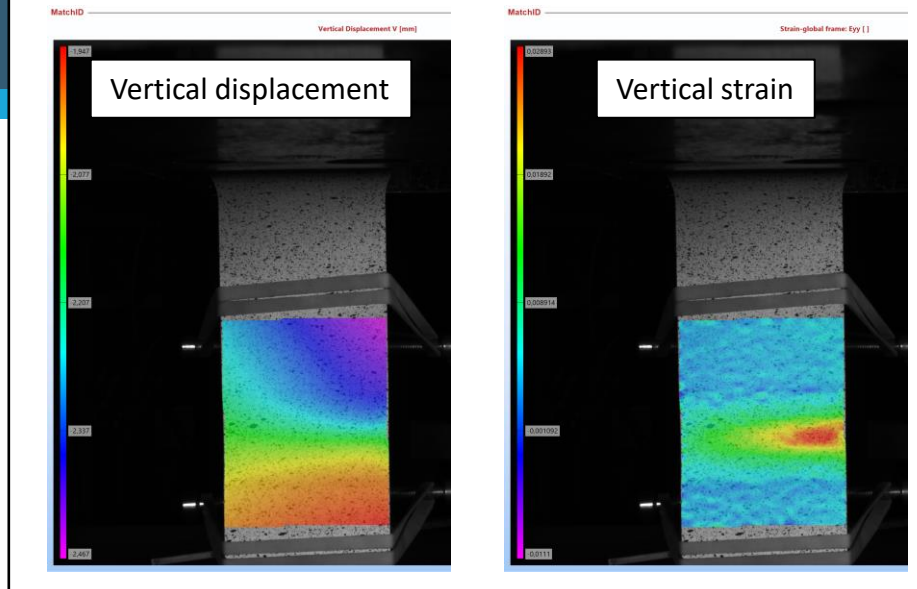 MatchID
Vertical Displacement V [mm]
Vertical displacement
-1,947
-2,077
-2,207
-2,337
-2,467
MatchID
Strain-global frame: Eyy [ ]
Vertical strain
0,02893
0,01892
0,008914
-0,001092
-0,0111